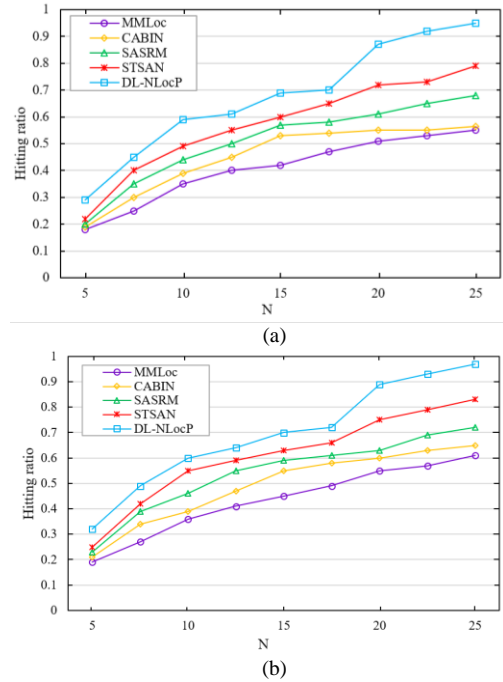 1
0.9
0.8
0.7
0.6
0.5
0.4
0.3
0.2
0.1
0
Hitting ratio
MMLoc
CABIN
SASRM
STSAN
DL-NLocP
5 10 15 20 25
N
(a)
1
0.9
0.8
0.7
0.6
0.5
0.4
0.3
0.2
0.1
0
Hitting ratio
MMLoc
CABIN
SASRM
STSAN
DL-NLocP
5 10 15 20 25
N
(b)